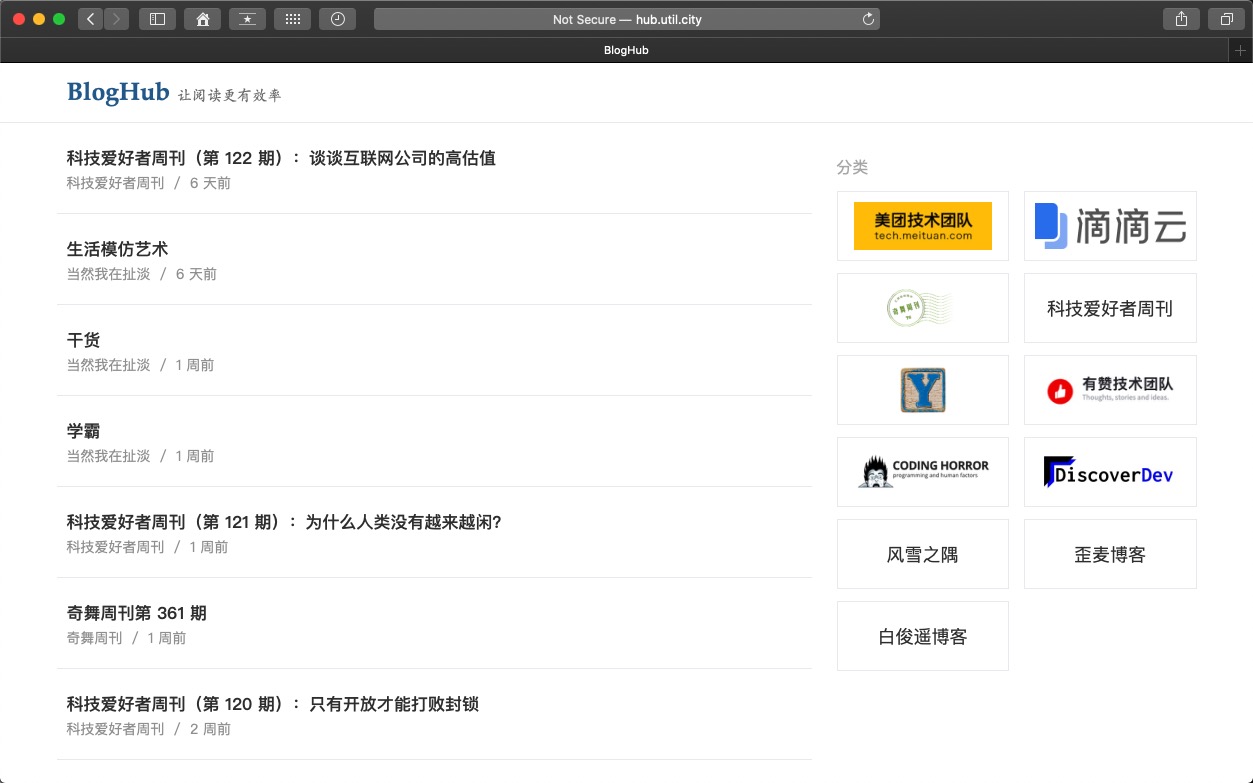 Not Secure — hub.util.city
BlogHub
BlogHub 让阅读更有效率
科技爱好者周刊（第 122 期）：谈谈互联网公司的高估值
科技爱好者周刊 / 6 天前
生活模仿艺术
当然我在扯淡 / 6 天前
干货
当然我在扯淡 / 1 周前
学霸
当然我在扯淡 / 1 周前
科技爱好者周刊（第 121 期）：为什么人类没有越来越闲?
科技爱好者周刊 / 1 周前
奇舞周刊第 361 期
奇舞周刊 / 1 周前
科技爱好者周刊（第 120 期）：只有开放才能打败封锁
科技爱好者周刊 / 2 周前
分类
美团技术团队
tech.meituan.com
滴滴云
奇舞周刊
科技爱好者周刊
Y
有赞技术团队
Thoughts, stories and ideas.
CODING HORROR
programming and human factors
DiscoverDev
风雪之隅
歪麦博客
白俊遥博客